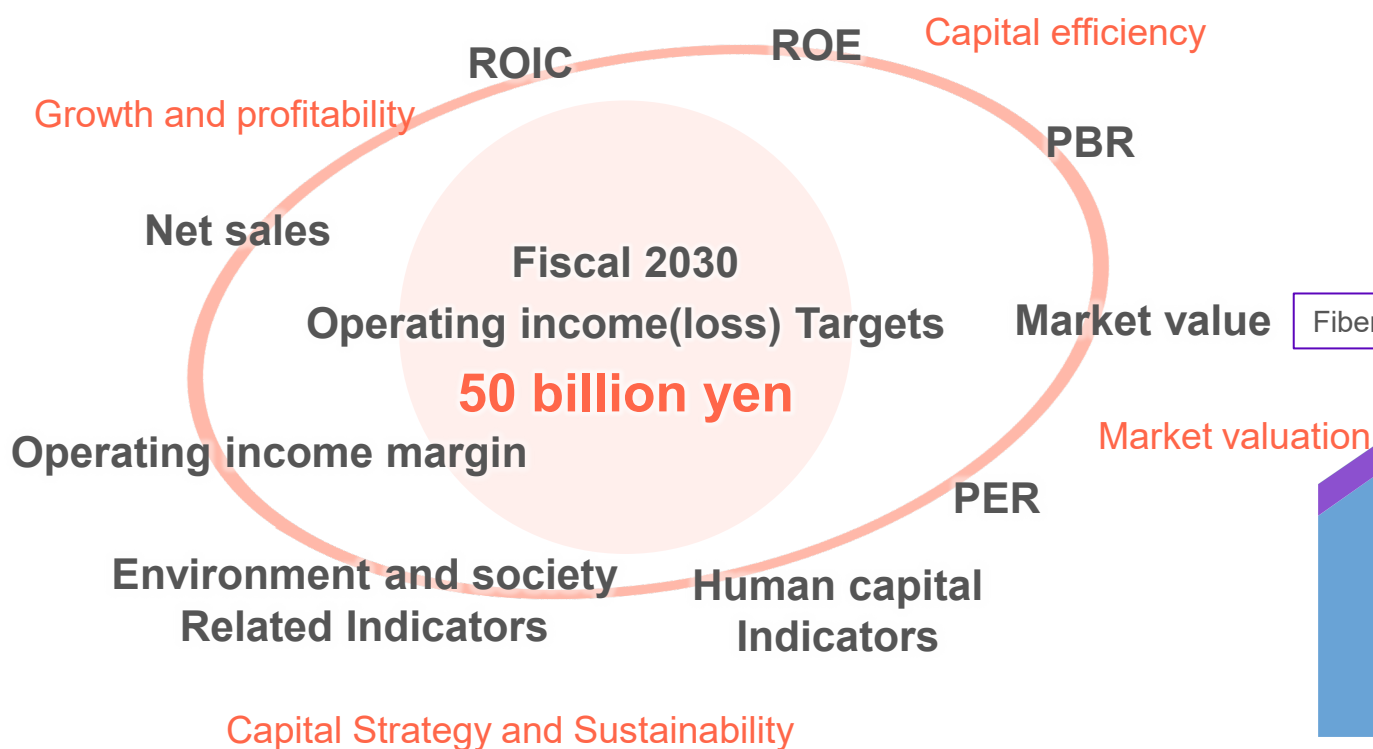 Capital efficiency
ROE
ROIC
Growth and profitability
PBR
Net sales
Fiscal 2030
Operating income(loss) Targets
50 billion yen
Market value
Operating income margin
Market valuation
PER
Environment and society
Related Indicators
Human capital
Indicators
Capital Strategy and Sustainability